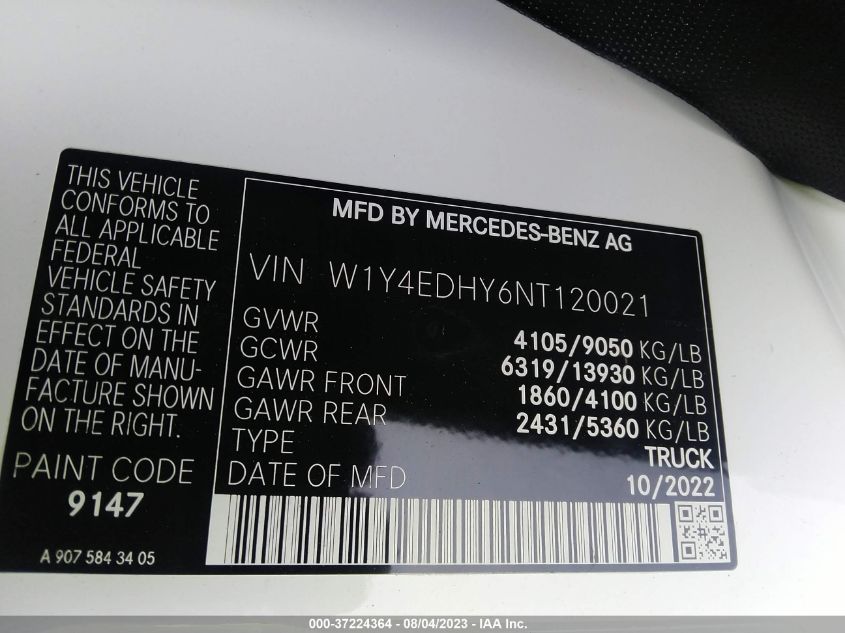 THIS VEHICLE
CONFORMS TO
ALL APPLICABLE
FEDERAL
VEHICLE SAFETY
STANDARDS IN
EFFECT ON THE
DATE OF MANU-
FACTURE SHOWN
ON THE RIGHT.
PAINT CODE
9147
A 907 584 34 05
MFD BY MERCEDES-BENZ AG
VIN W1Y4EDHY6NT120021
GVWR 4105/9050 KG/LB
GCWR 6319/13930 KG/LB
GAWR FRONT 1860/4100 KG/LB
GAWR REAR 2431/5360 KG/LB
TYPE TRUCK
DATE OF MFD 10/2022
000-37224364 - 08/04/2023 - IAA Inc.